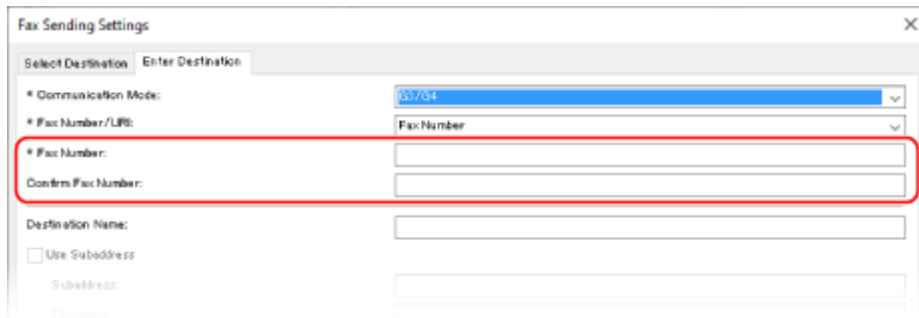 Fax Sending Settings
Select Destination Enter Destination
* Communication Mode: G3/G4
* Fax Number/URI: Fax Number
* Fax Number:
Confirm Fax Number:
Destination Name:
Use Subaddress
Subaddress:
Password: